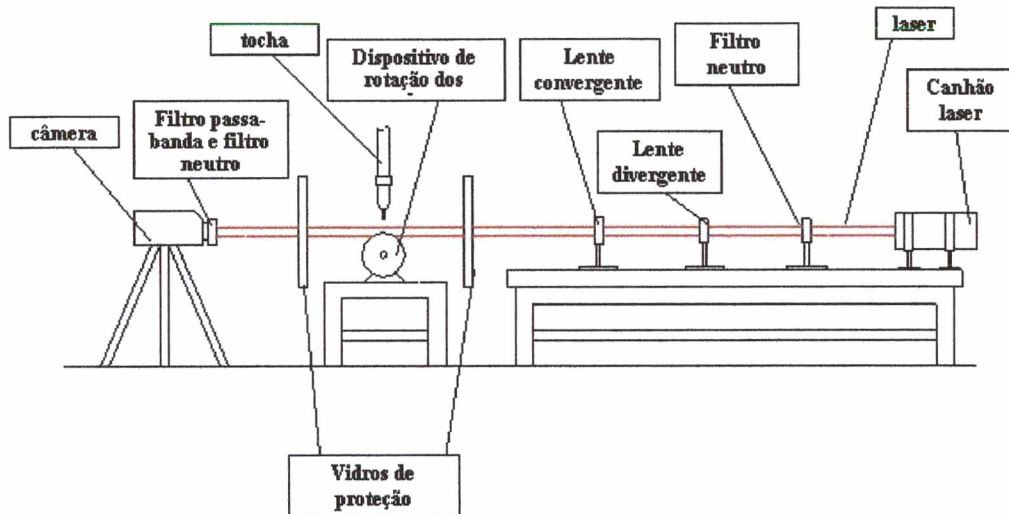 tocha
Dispositivo de
rotação dos
Lente
convergente
Filtro
neutro
laser
Canhão
laser
câmera
Filtro passa-
banda e filtro
neutro
Lente
divergente
Vidros de
proteção